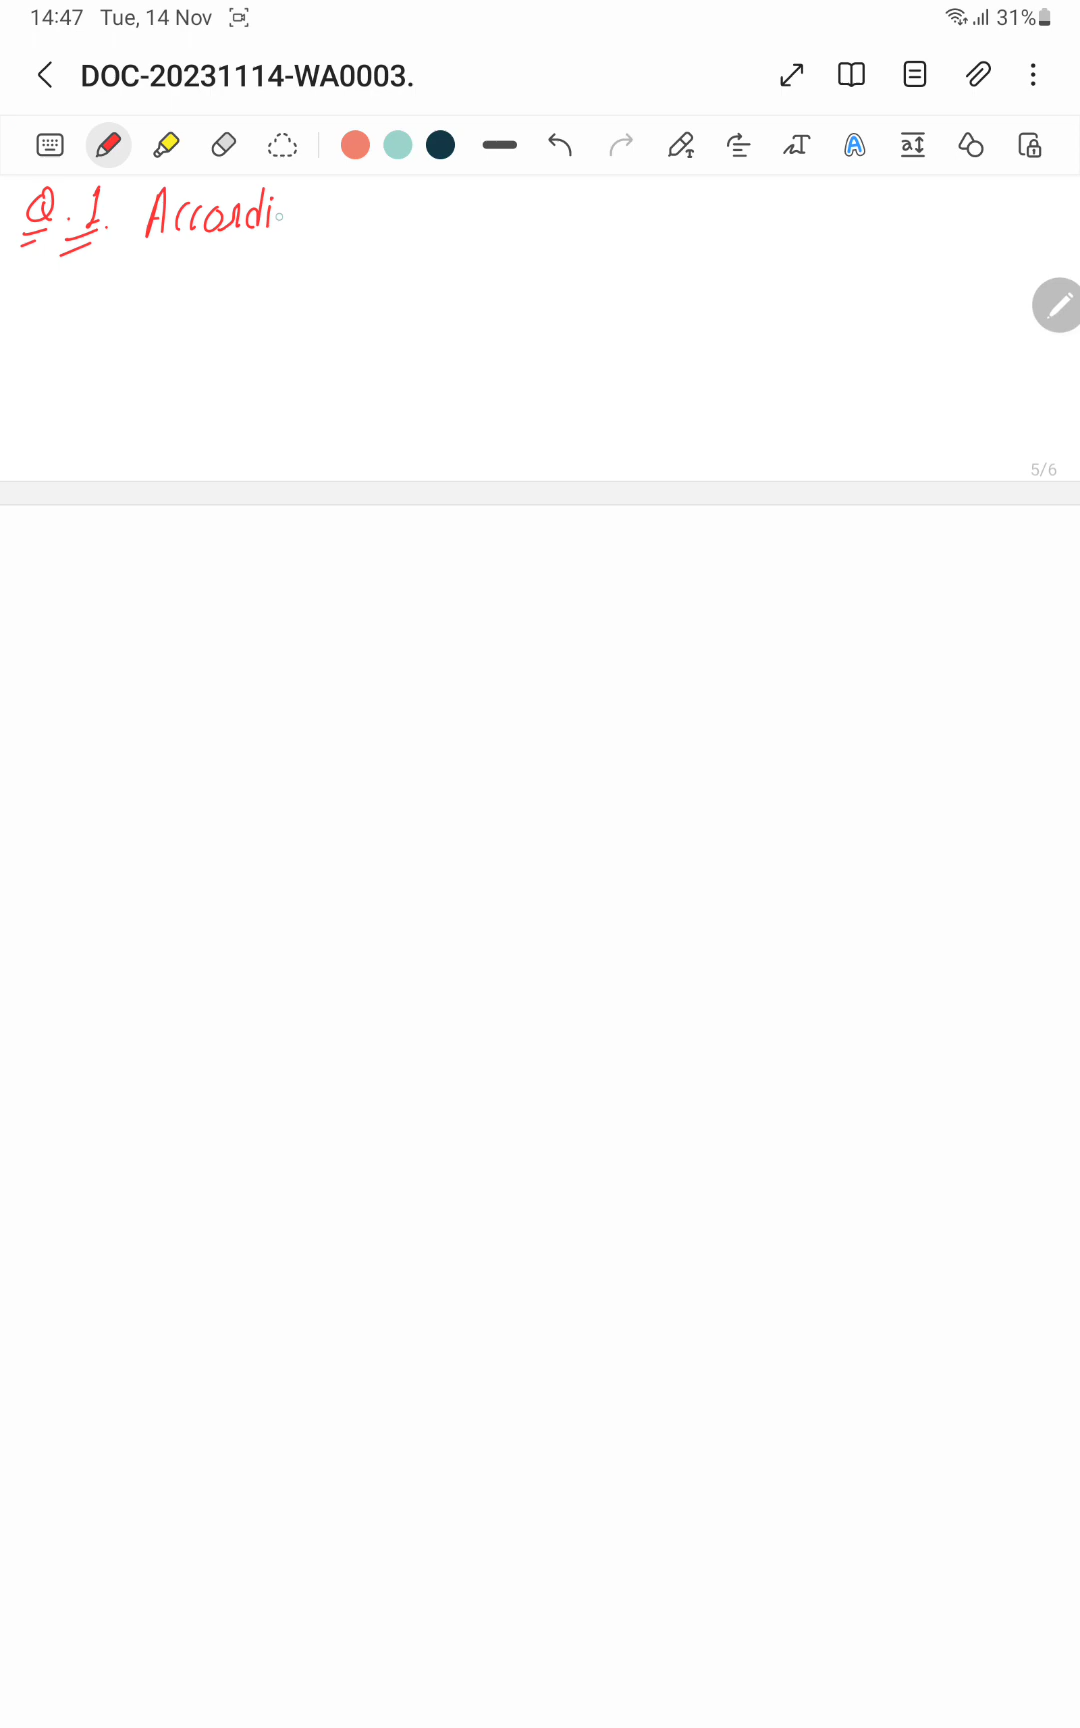 14:47 Tue, 14 Nov 31%
DOC-20231114-WA0003.
Q.1. Accordi
5/6